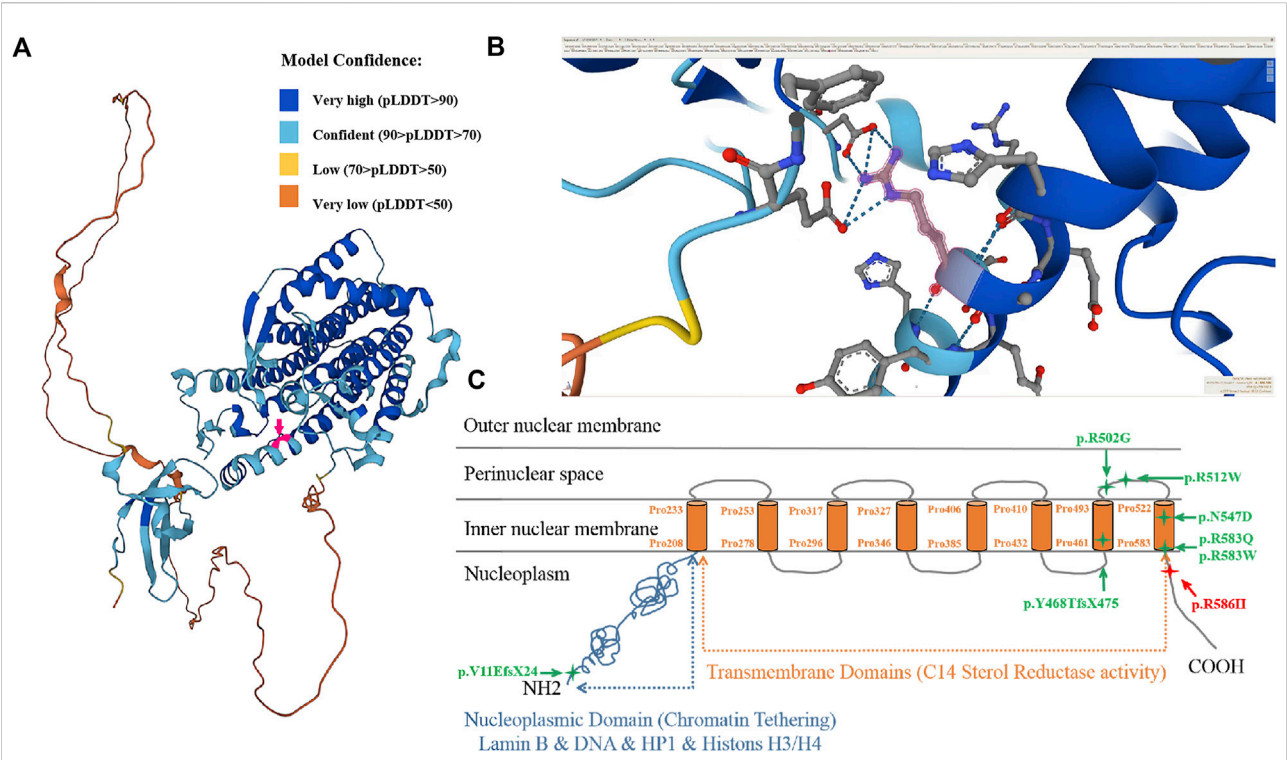 A
Model Confidence:
Very high (pLDDT>90)
Confident (90>pLDDT>70)
Low (70>pLDDT>50)
Very low (pLDDT<50)
B
C
Outer nuclear membrane
p.R502G
Perinuclear space
p.R512W
Pro233 Pro253 Pro317 Pro327 Pro406 Pro410 Pro493 Pro522
p.N547D
Inner nuclear membrane
p.R583Q
Pro208 Pro278 Pro296 Pro346 Pro385 Pro432 Pro461 Pro583
p.R583W
Nucleoplasm
p.Y468TfsX475
p.R586H
p.V11EfsX24
NH2
Transmembrane Domains (C14 Sterol Reductase activity)
COOH
Nucleoplasmic Domain (Chromatin Tethering)
Lamin B & DNA & HP1 & Histons H3/H4